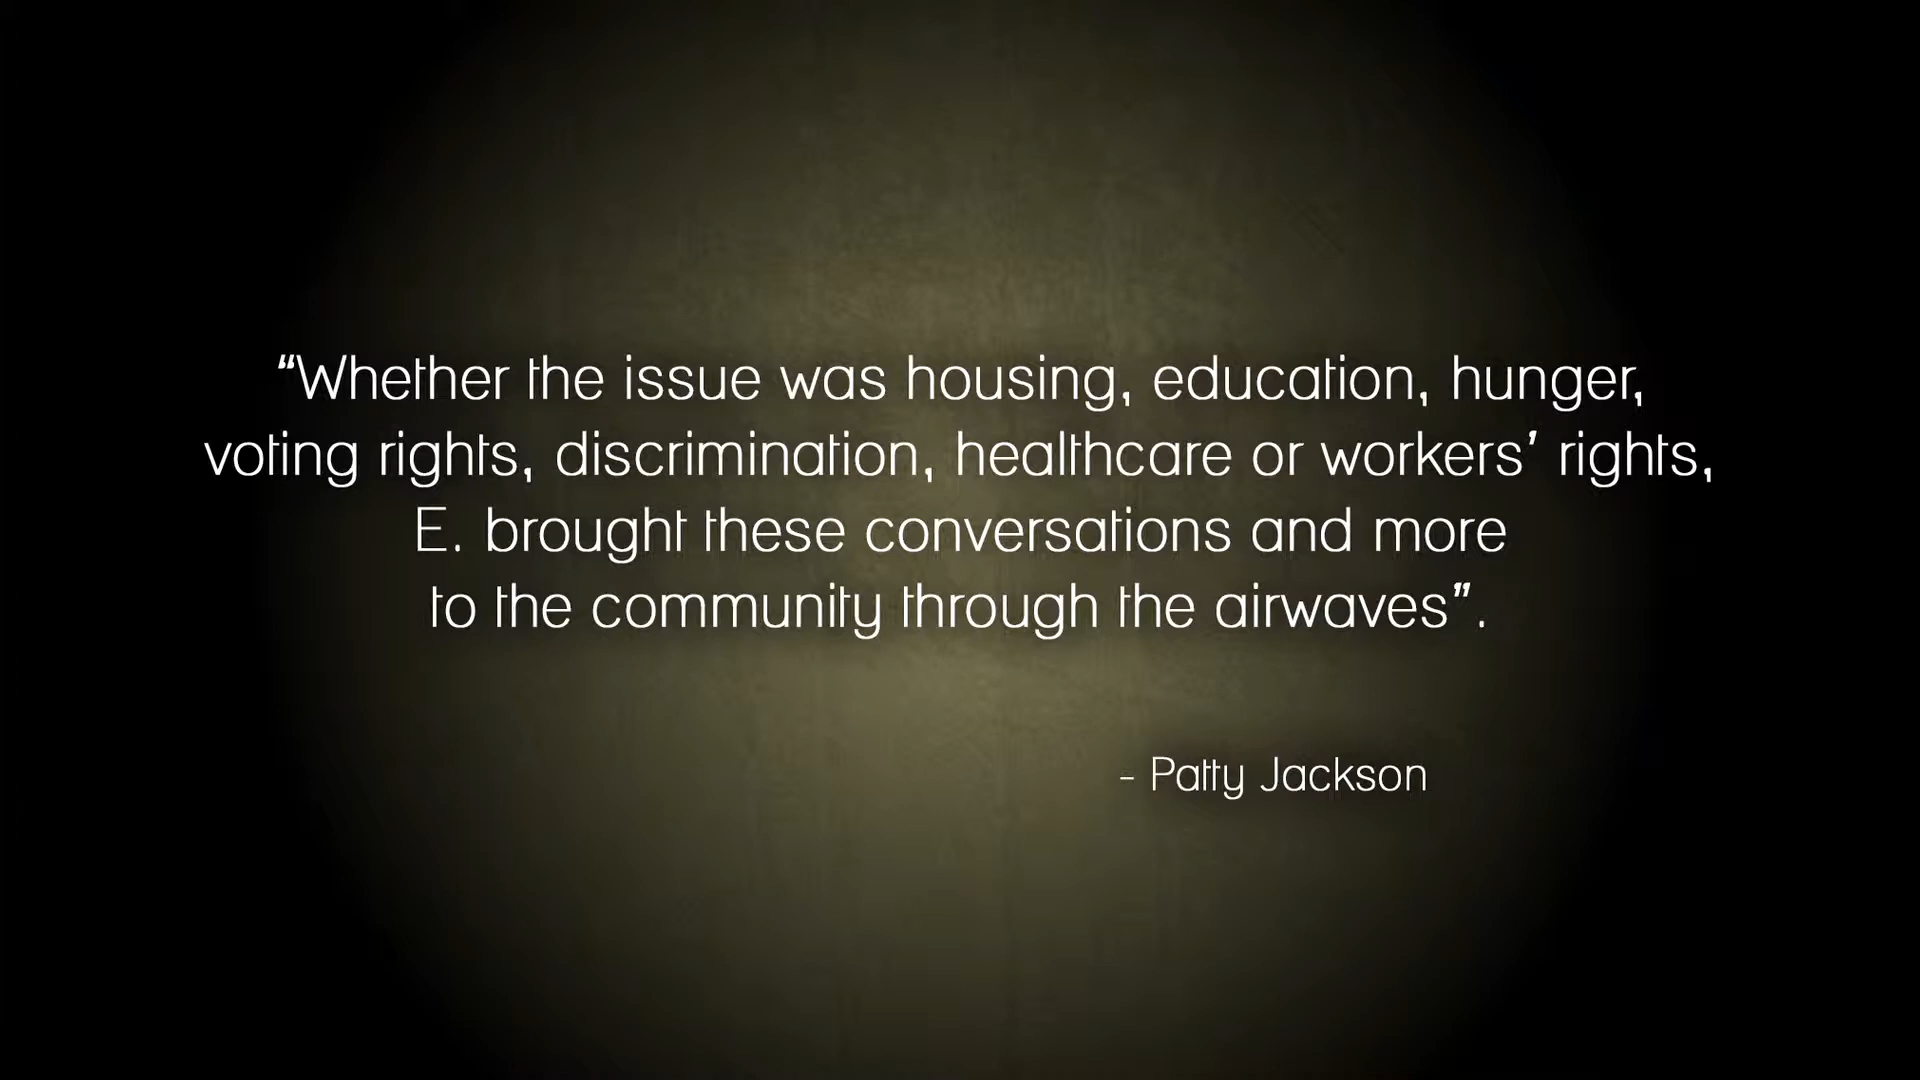 “Whether the issue was housing, education, hunger,
voting rights, discrimination, healthcare or workers’ rights,
E. brought these conversations and more
to the community through the airwaves”.
- Patty Jackson